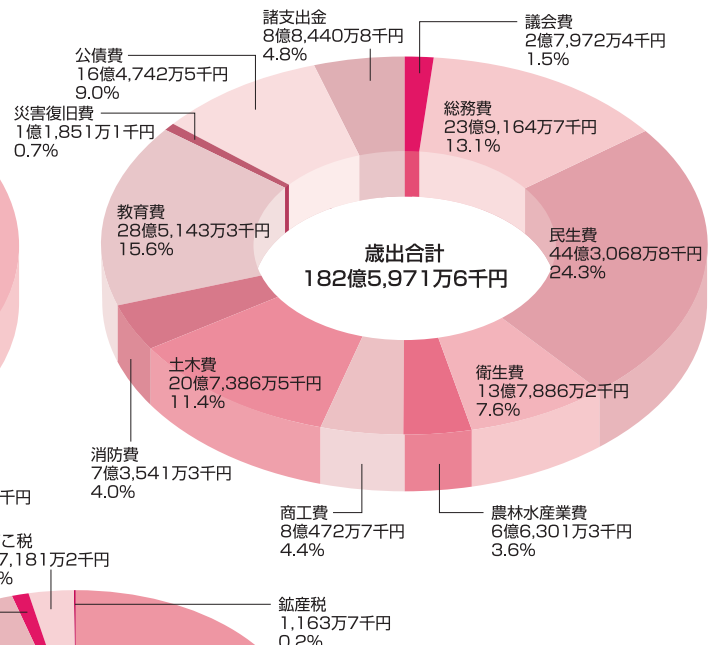 諸支出金
8億8,440万8千円
4.8%
議会費
2億7,972万4千円
1.5%
公債費
16億4,742万5千円
9.0%
総務費
23億9,164万7千円
13.1%
災害復旧費
1億1,851万1千円
0.7%
教育費
28億5,143万3千円
15.6%
民生費
44億3,068万8千円
24.3%
歳出合計
182億5,971万6千円
土木費
20億7,386万5千円
11.4%
衛生費
13億7,886万2千円
7.6%
消防費
7億3,541万3千円
4.0%
千円
商工費
8億472万7千円
4.4%
農林水産業費
6億6,301万3千円
3.6%
こ税
7,181万2千円
%
鉱産税
1,163万7千円
0.2%